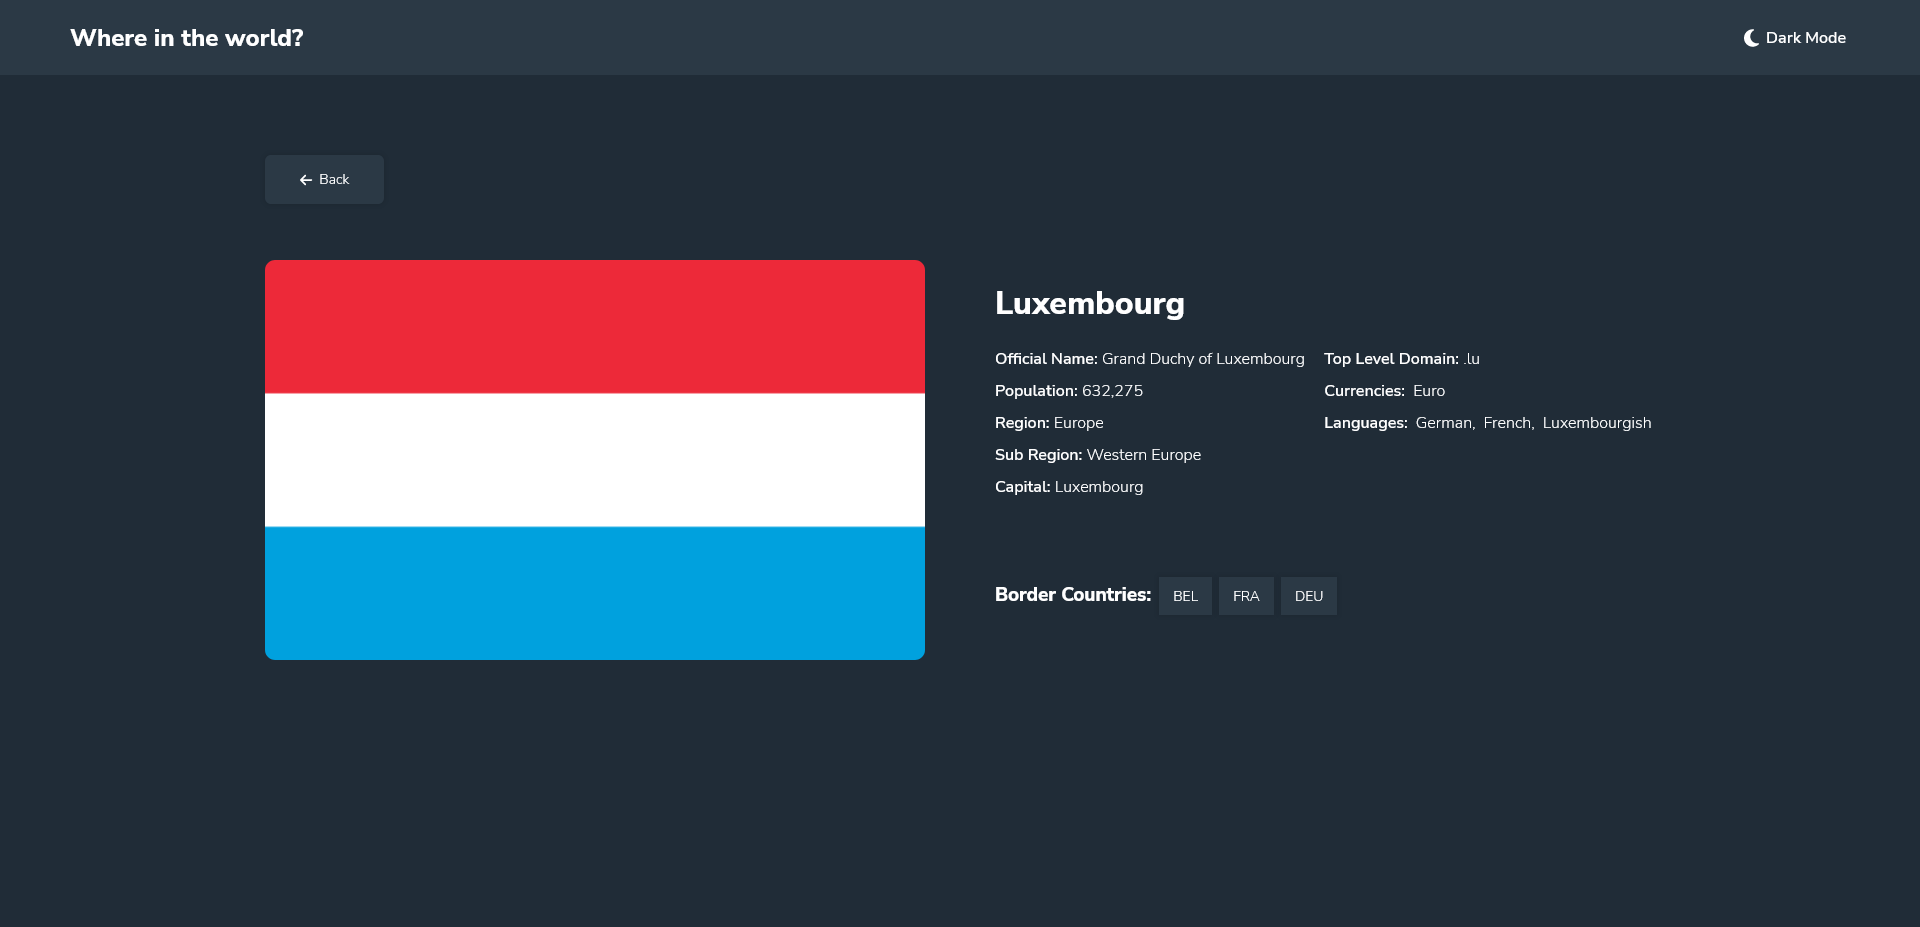 Where in the world?
Dark Mode
Back
Luxembourg
Official Name: Grand Duchy of Luxembourg
Population: 632,275
Region: Europe
Sub Region: Western Europe
Capital: Luxembourg
Top Level Domain: .lu
Currencies: Euro
Languages: German, French, Luxembourgish
Border Countries: BEL FRA DEU